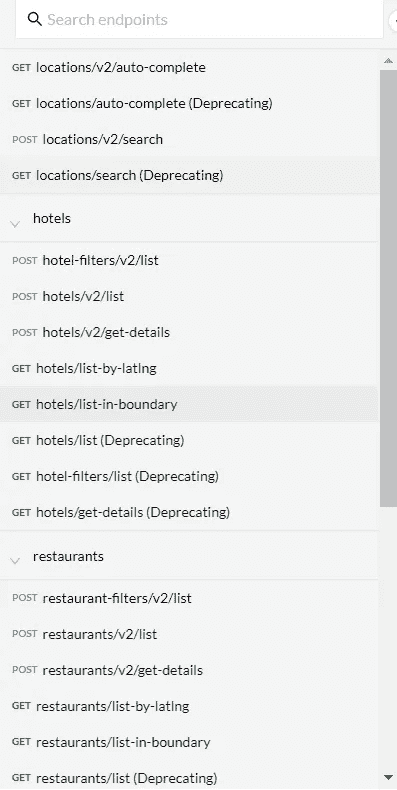 Search endpoints
GET locations/v2/auto-complete
GET locations/auto-complete (Deprecating)
POST locations/v2/search
GET locations/search (Deprecating)
hotels
POST hotel-filters/v2/list
POST hotels/v2/list
POST hotels/v2/get-details
GET hotels/list-by-latlng
GET hotels/list-in-boundary
GET hotels/list (Deprecating)
GET hotel-filters/list (Deprecating)
GET hotels/get-details (Deprecating)
restaurants
POST restaurant-filters/v2/list
POST restaurants/v2/list
POST restaurants/v2/get-details
GET restaurants/list-by-latlng
GET restaurants/list-in-boundary
GET restaurants/list (Deprecating)